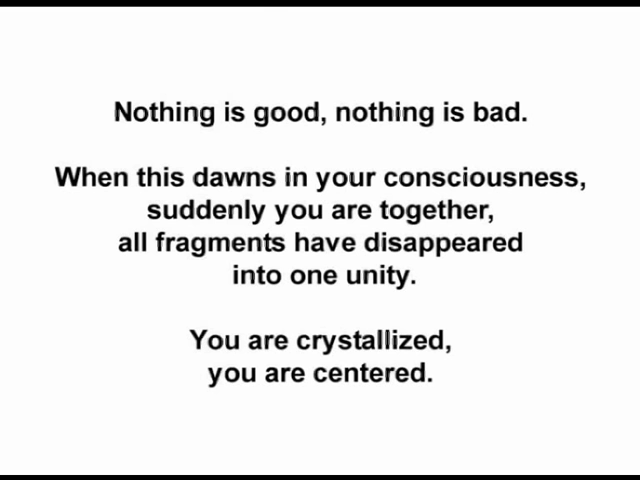 Nothing is good, nothing is bad.
When this dawns in your consciousness,
suddenly you are together,
all fragments have disappeared
into one unity.
You are crystallized,
you are centered.